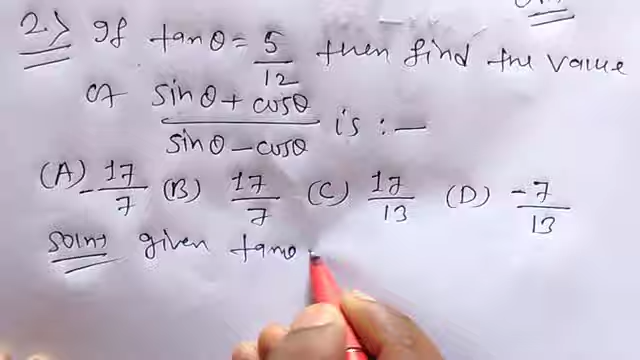 2.> If tanθ = 5/12 then find the value
of (sinθ + cosθ)/(sinθ - cosθ) is : —
(A) -17/7 (B) 17/7 (C) 17/13 (D) -7/13
Soln> given tanθ